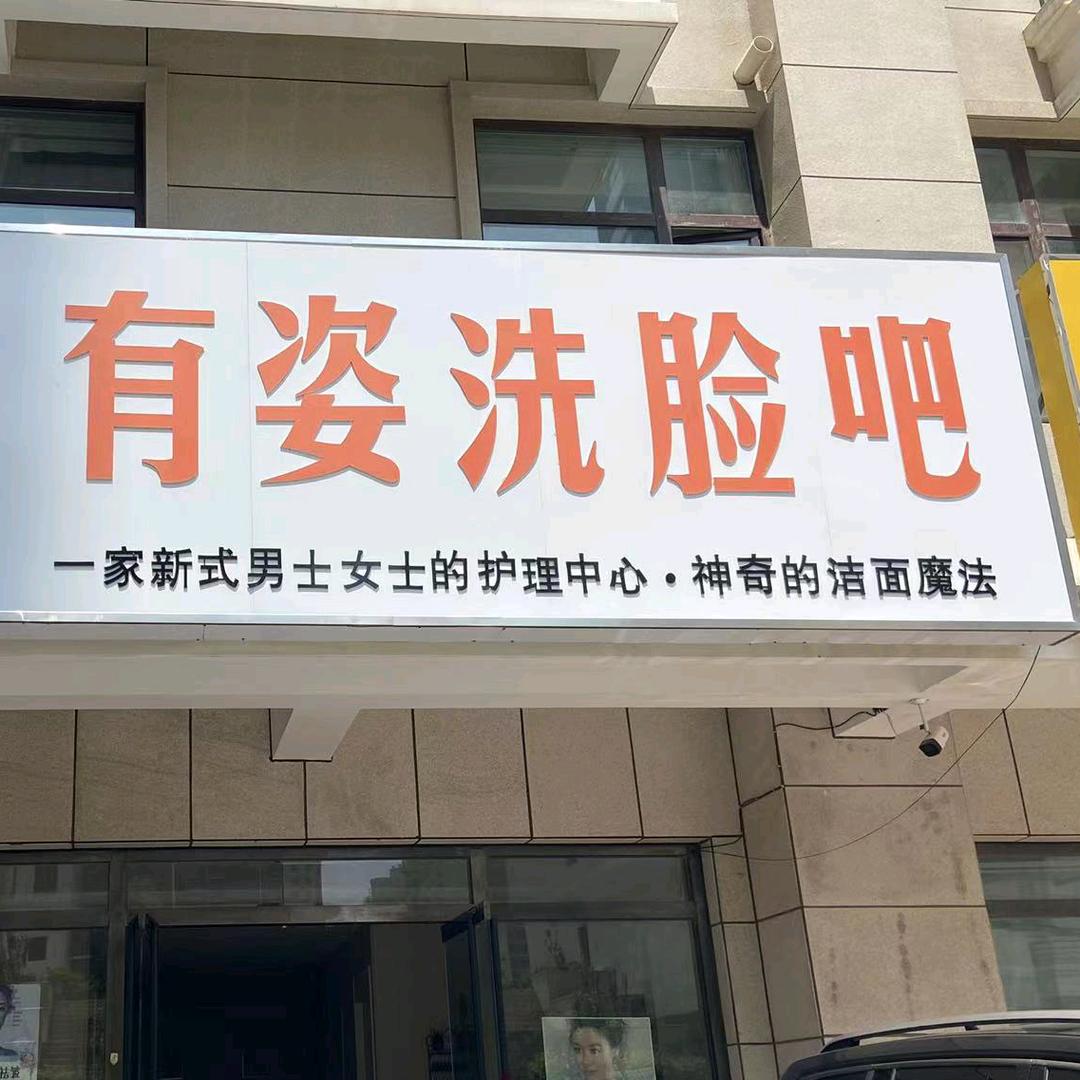 有姿洗脸吧
一家新式男士女士的护理中心·神奇的洁面魔法